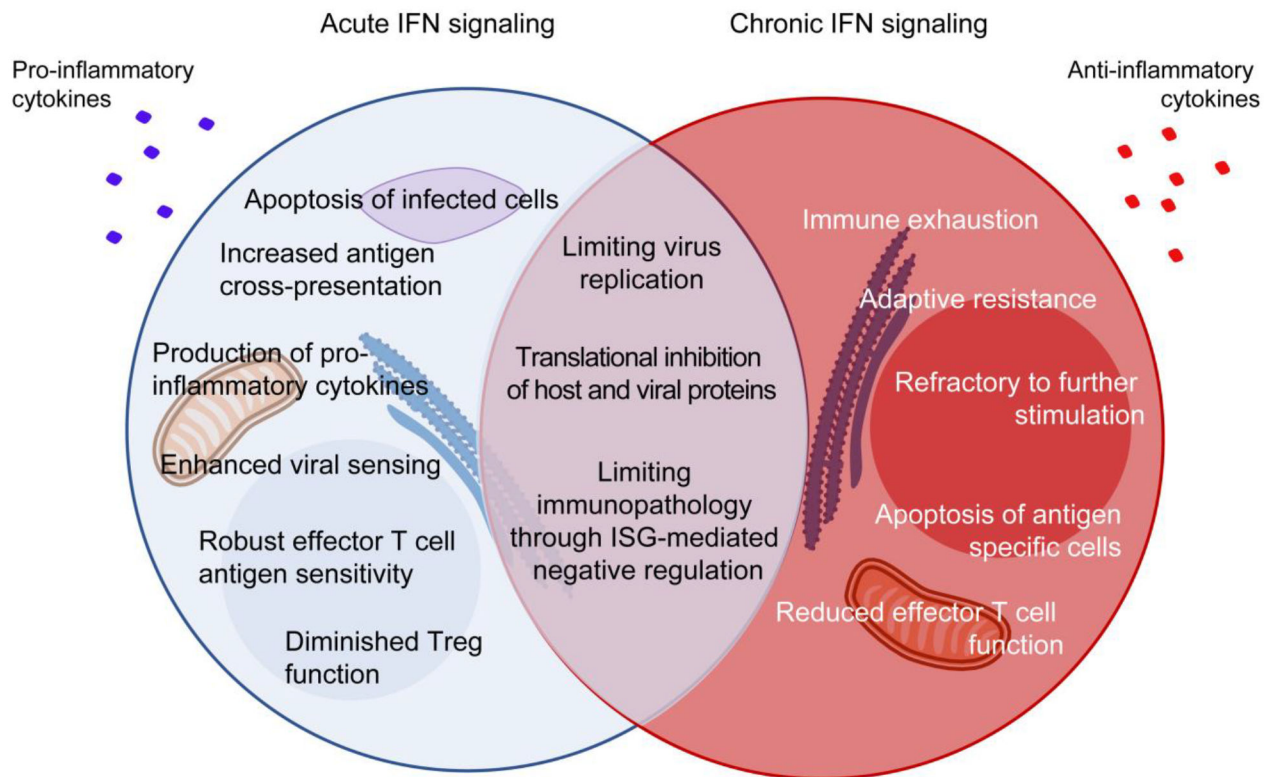 Acute IFN signaling
Chronic IFN signaling
Pro-inflammatory
cytokines
Anti-inflammatory
cytokines
Apoptosis of infected cells
Increased antigen
cross-presentation
Production of pro-
inflammatory cytokines
Enhanced viral sensing
Robust effector T cell
antigen sensitivity
Diminished Treg
function
Limiting virus
replication
Translational inhibition
of host and viral proteins
Limiting
immunopathology
through ISG-mediated
negative regulation
Immune exhaustion
Adaptive resistance
Refractory to further
stimulation
Apoptosis of antigen
specific cells
Reduced effector T cell
function